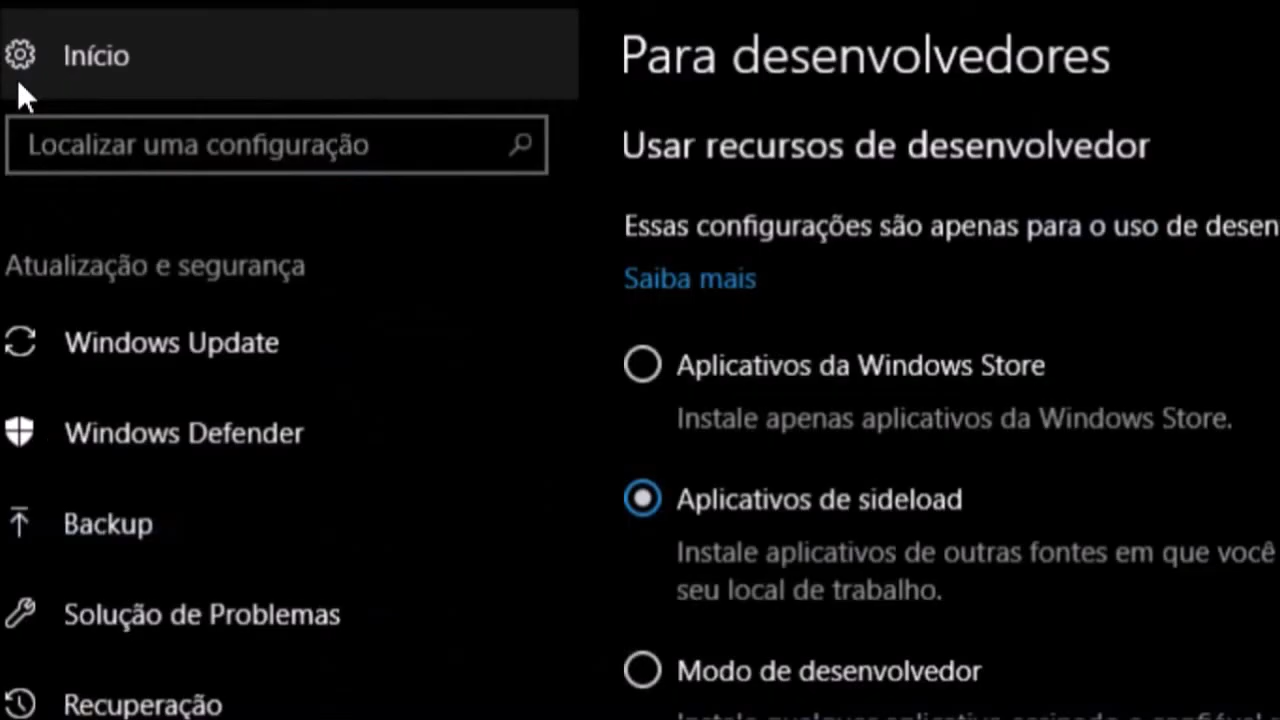 Início
Localizar uma configuração
Atualização e segurança
Windows Update
Windows Defender
Backup
Solução de Problemas
Recuperação
Para desenvolvedores
Usar recursos de desenvolvedor
Essas configurações são apenas para o uso de desen
Saiba mais
Aplicativos da Windows Store
Instale apenas aplicativos da Windows Store.
Aplicativos de sideload
Instale aplicativos de outras fontes em que você
seu local de trabalho.
Modo de desenvolvedor